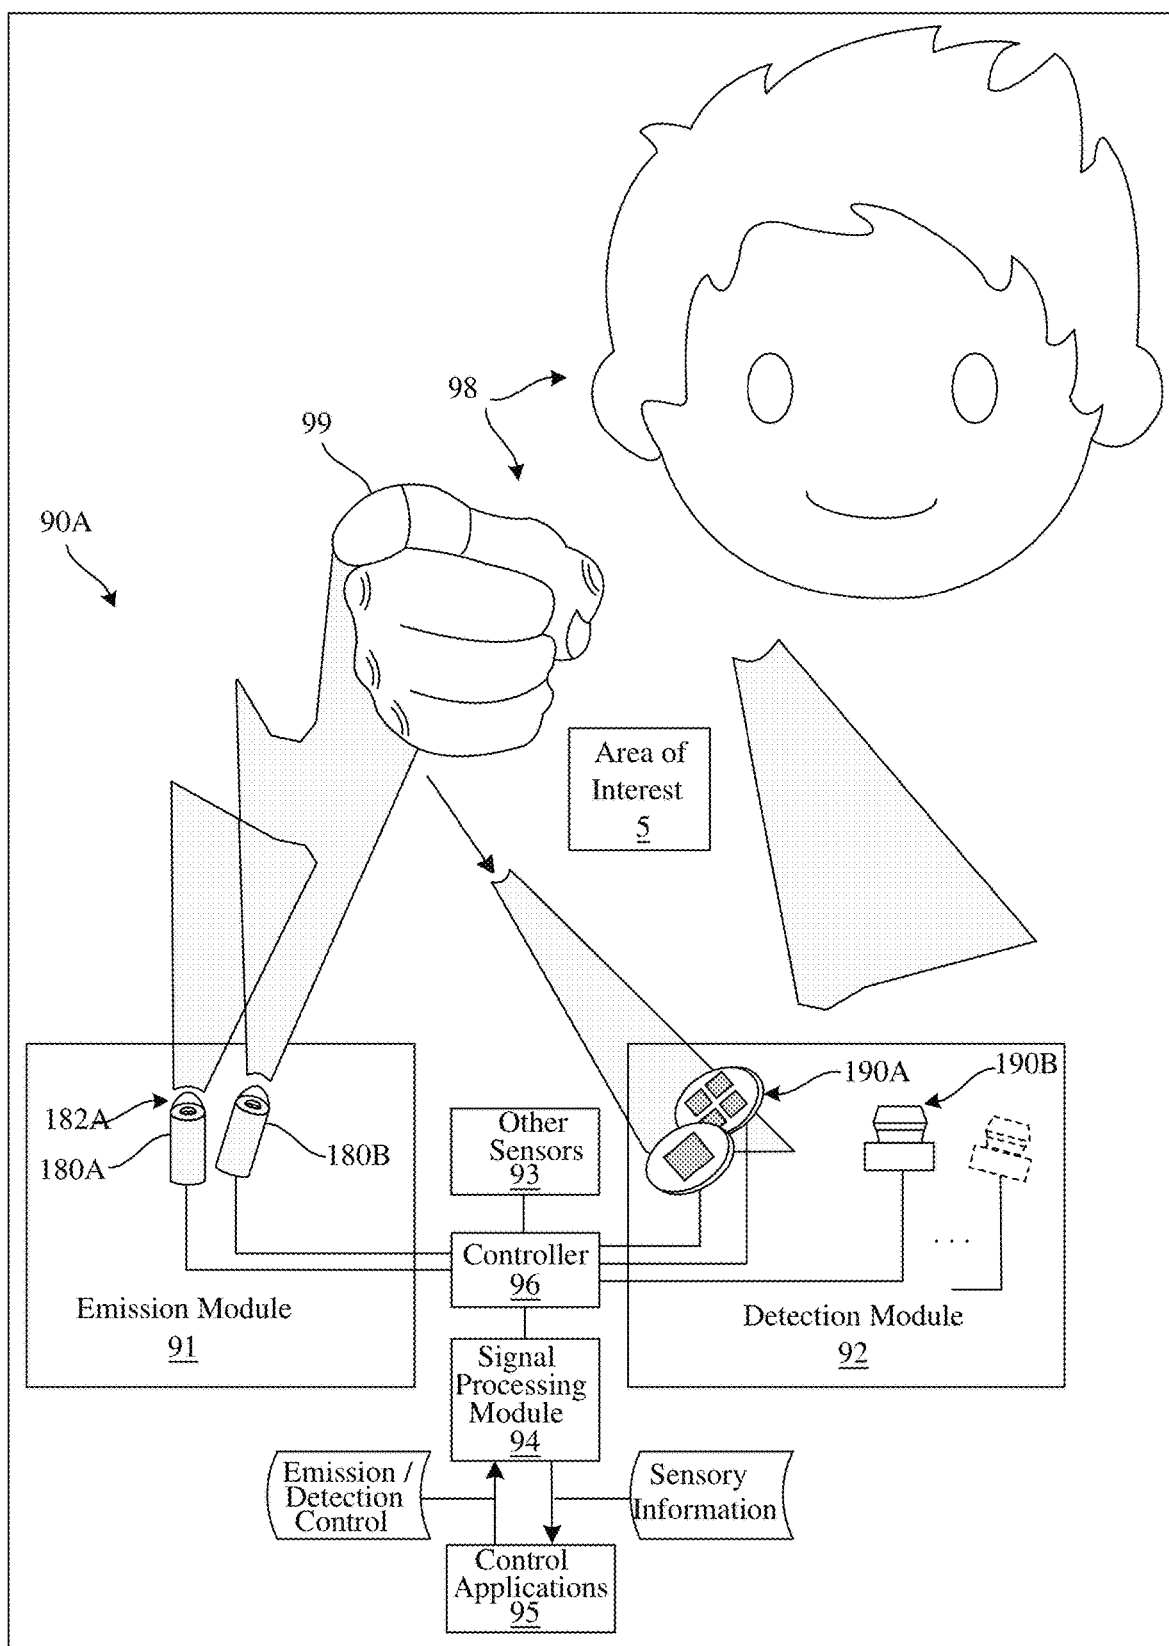 98
99
90A
Area of
Interest
5
182A
180A
180B
Other
Sensors
93
190A
190B
Controller
96
. . .
Emission Module
91
Detection Module
92
Signal
Processing
Module
94
Emission /
Detection
Control
Sensory
Information
Control
Applications
95